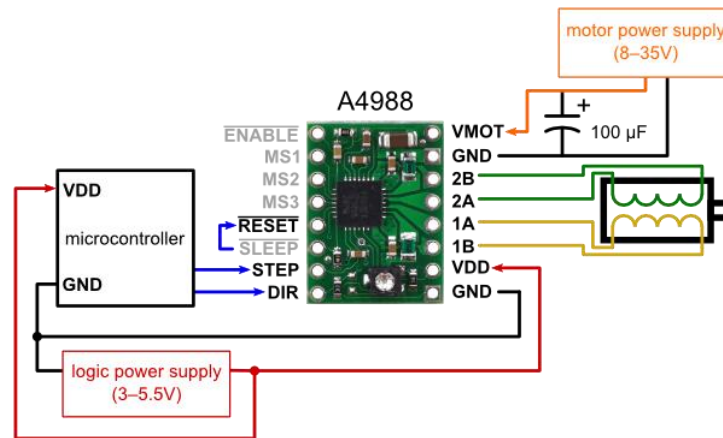 motor power supply
(8–35V)
A4988
ENABLE
VMOT
+
100 µF
MS1
GND
MS2
2B
VDD
MS3
2A
microcontroller
RESET
1A
SLEEP
1B
GND
STEP
VDD
DIR
GND
logic power supply
(3–5.5V)